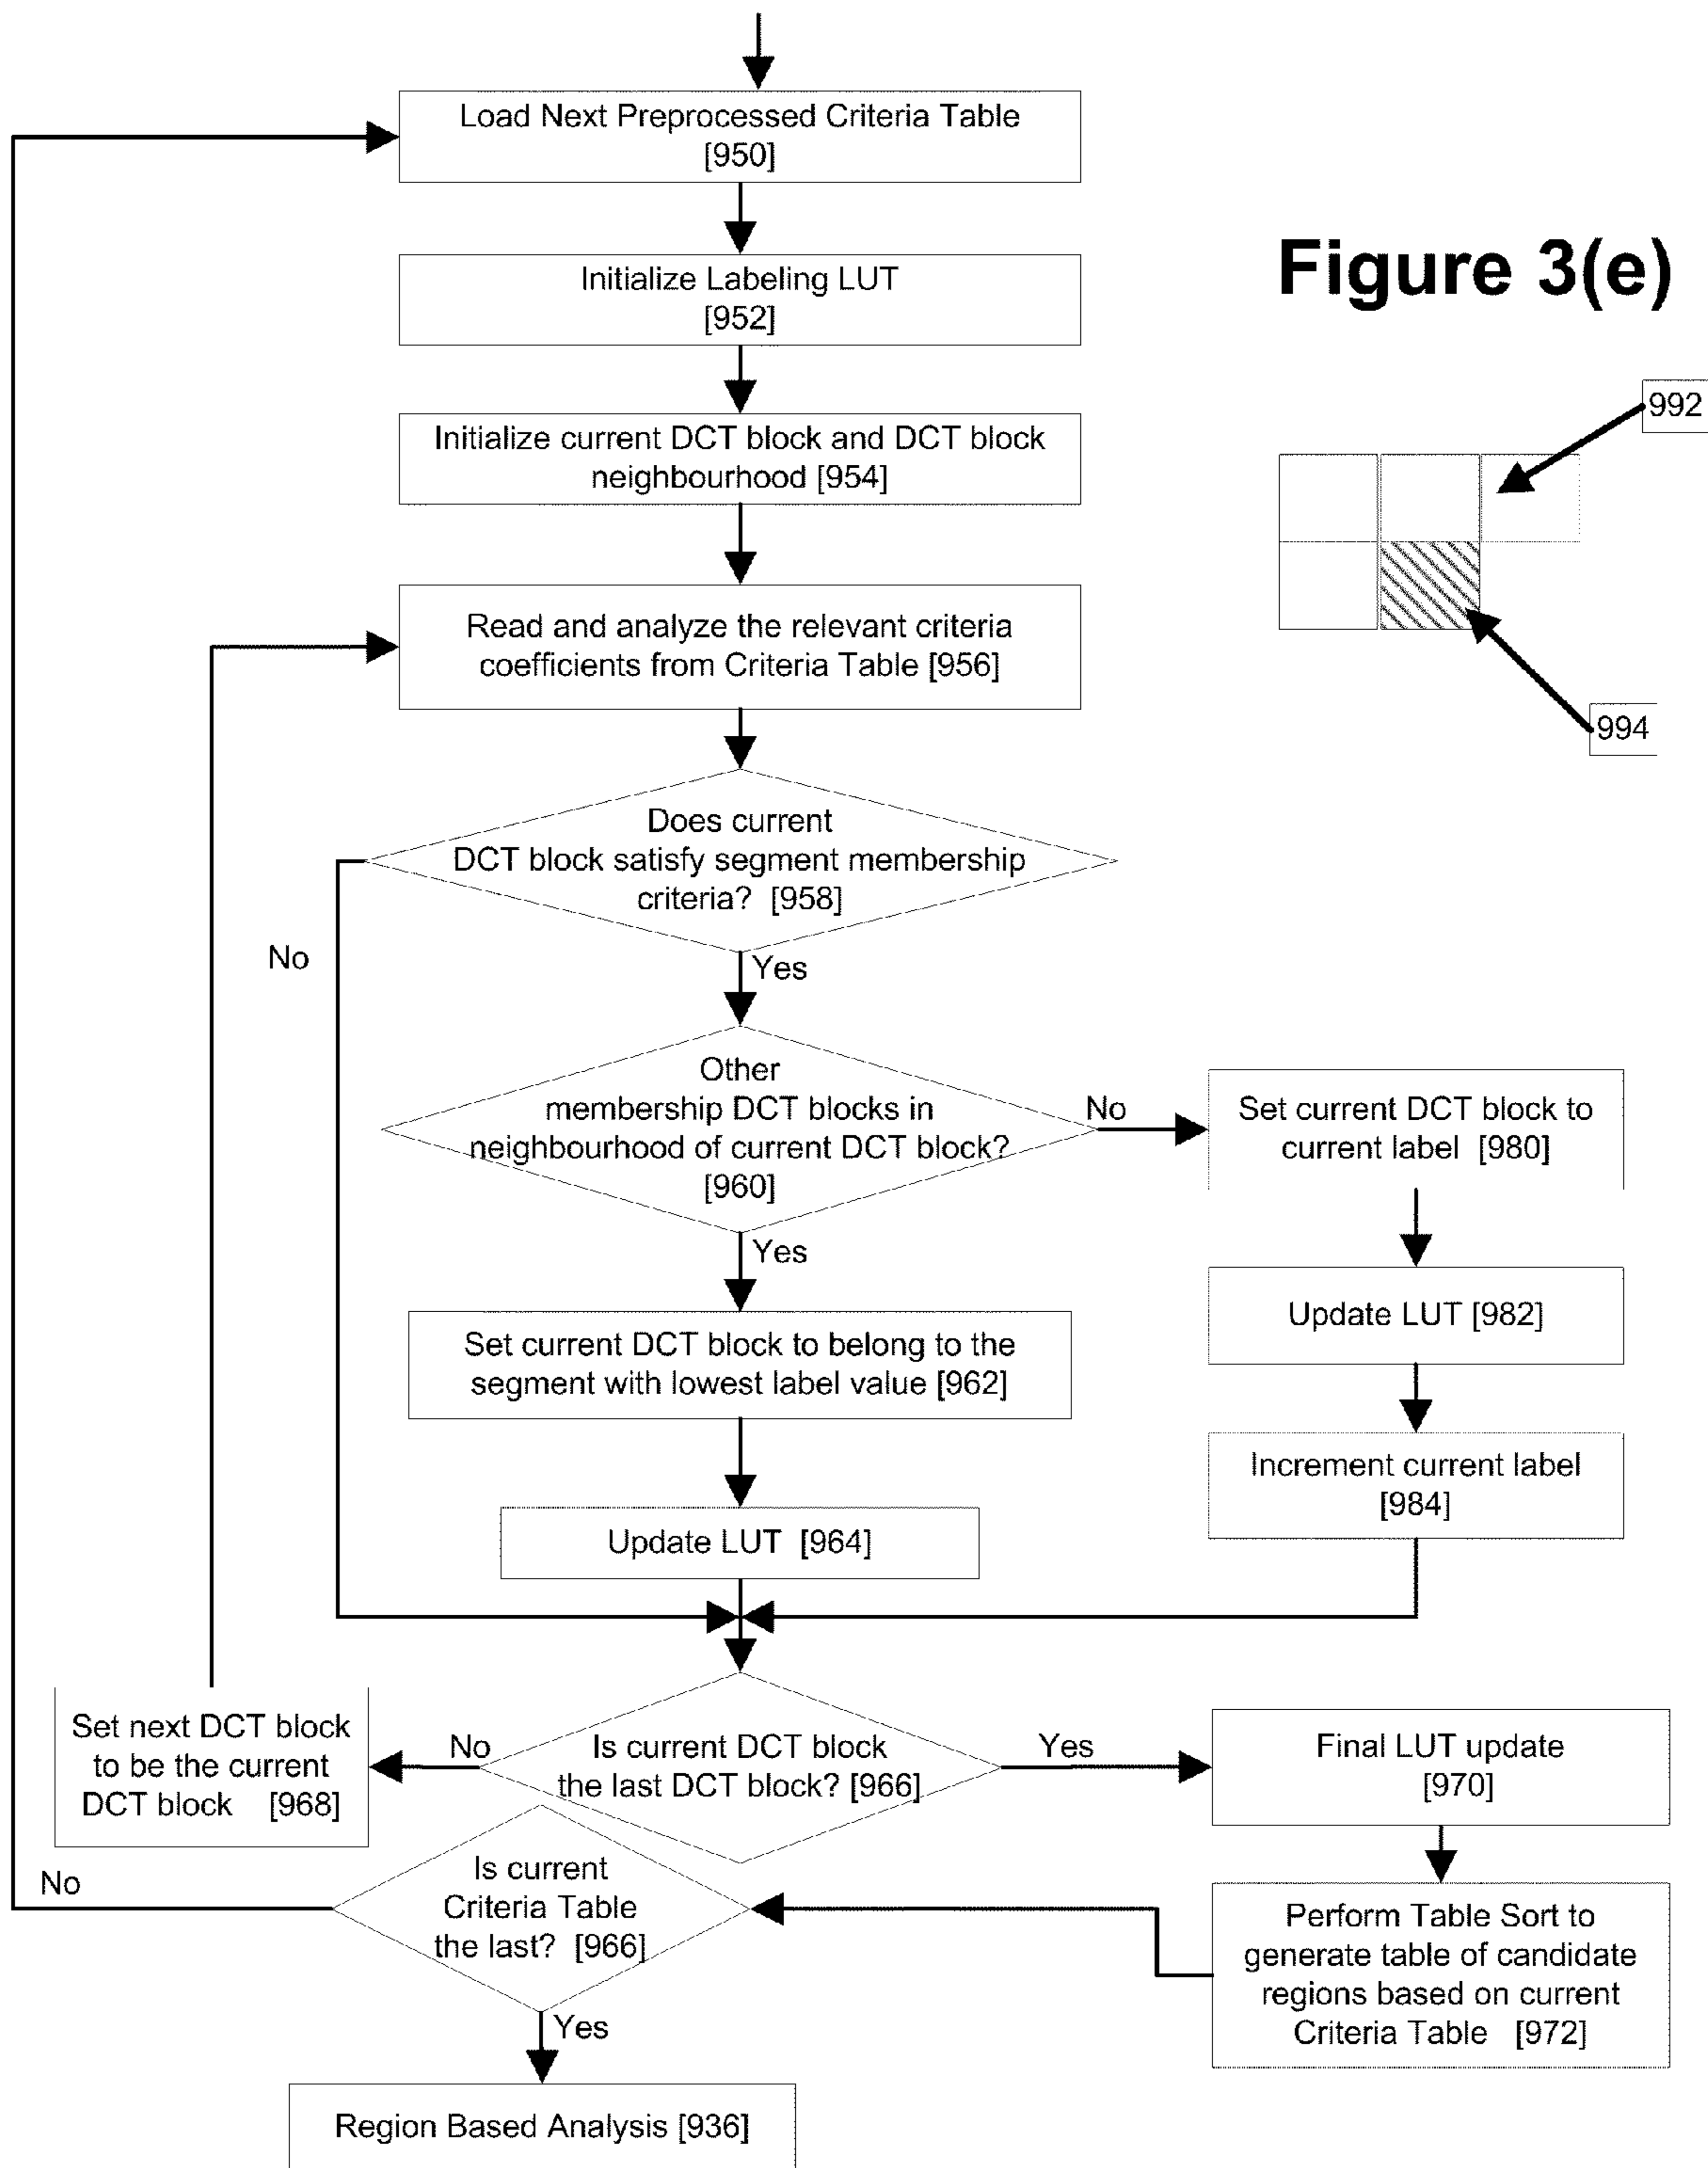 Load Next Preprocessed Criteria Table
[950]
Figure 3(e)
Initialize Labeling LUT
[952]
992
Initialize current DCT block and DCT block
neighbourhood [954]
Read and analyze the relevant criteria
coefficients from Criteria Table [956]
994
Does current
DCT block satisfy segment membership
criteria? [958]
No
Yes
Other
membership DCT blocks in
neighbourhood of current DCT block?
[960]
No
Set current DCT block to
current label [980]
Yes
Update LUT [982]
Set current DCT block to belong to the
segment with lowest label value [962]
Increment current label
[984]
Update LUT [964]
Set next DCT block
to be the current
DCT block [968]
No
Is current DCT block
the last DCT block? [966]
Yes
Final LUT update
[970]
No
Is current
Criteria Table
the last? [966]
Perform Table Sort to
generate table of candidate
regions based on current
Criteria Table [972]
Yes
Region Based Analysis [936]